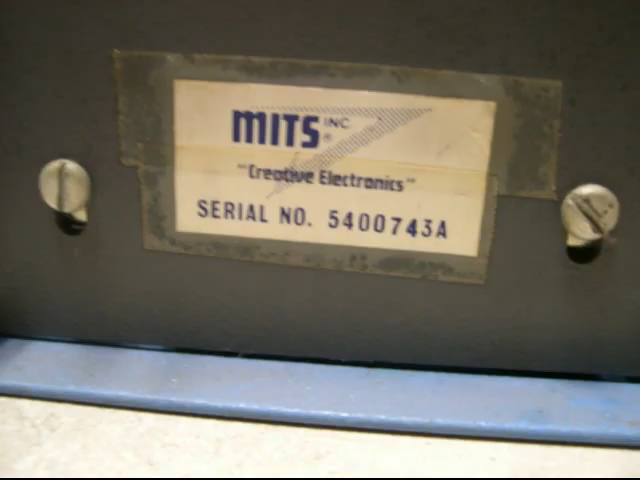 MITS INC.
®
"Creative Electronics"
SERIAL NO. 5400743A